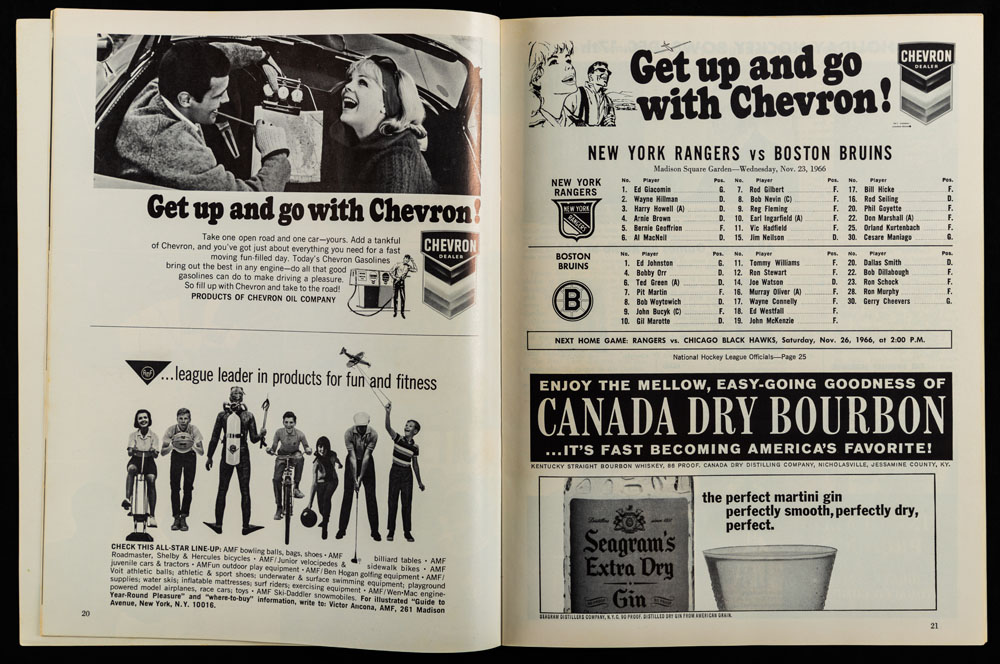 Get up and go with Chevron!
Take one open road and one car—yours. Add a tankful
of Chevron, and you've got just about everything you need for a fast
moving fun-filled day. Today's Chevron Gasolines
bring out the best in any engine—do all that good
gasolines can do to make driving a pleasure.
So fill up with Chevron and take to the road!
PRODUCTS OF CHEVRON OIL COMPANY
CHEVRON
DEALER
AMF
...league leader in products for fun and fitness
CHECK THIS ALL-STAR LINE-UP: AMF bowling balls, bags, shoes • AMF billiard tables • AMF
Roadmaster, Shelby & Hercules bicycles • AMF/Junior velocipedes & sidewalk bikes • AMF
juvenile cars & tractors • AMFun outdoor play equipment • AMF/Ben Hogan golfing equipment • AMF/
Voit athletic balls; athletic & sport shoes; underwater & surface swimming equipment; playground
supplies; water skis; inflatable mattresses; surf riders; exercising equipment • AMF/Wen-Mac engine-
powered model airplanes, race cars; toys • AMF Ski-Daddler snowmobiles. For illustrated "Guide to
Year-Round Pleasure" and "where-to-buy" information, write to: Victor Ancona, AMF, 261 Madison
Avenue, New York, N.Y. 10016.
20
Get up and go
with Chevron!
CHEVRON
DEALER
NEW YORK RANGERS vs BOSTON BRUINS
Madison Square Garden—Wednesday, Nov. 23, 1966
NEW YORK
RANGERS
NEW YORK
RANGERS
No. Player Pos. No. Player Pos. No. Player Pos.
1. Ed Giacomin G. 7. Rod Gilbert F. 17. Bill Hicke F.
2. Wayne Hillman D. 8. Bob Nevin (C) F. 16. Rod Seiling D.
3. Harry Howell (A) D. 9. Reg Fleming F. 20. Phil Goyette F.
4. Arnie Brown D. 10. Earl Ingarfield (A) F. 22. Don Marshall (A) F.
5. Bernie Geoffrion F. 11. Vic Hadfield F. 25. Orland Kurtenbach F.
6. Al MacNeil D. 15. Jim Neilson D. 30. Cesare Maniago G.
BOSTON
BRUINS
B
No. Player Pos. No. Player Pos. No. Player Pos.
1. Ed Johnston G. 11. Tommy Williams F. 20. Dallas Smith D.
4. Bobby Orr D. 12. Ron Stewart F. 22. Bob Dillabough F.
6. Ted Green (A) D. 14. Joe Watson D. 23. Ron Schock F.
7. Pit Martin F. 16. Murray Oliver (A) F. 28. Ron Murphy F.
8. Bob Woytowich D. 17. Wayne Connelly F. 30. Gerry Cheevers G.
9. John Bucyk (C) F. 18. Ed Westfall F.
10. Gil Marotte D. 19. John McKenzie F.
NEXT HOME GAME: RANGERS vs. CHICAGO BLACK HAWKS, Saturday, Nov. 26, 1966, at 2:00 P.M.
National Hockey League Officials—Page 25
ENJOY THE MELLOW, EASY-GOING GOODNESS OF
CANADA DRY BOURBON
...IT'S FAST BECOMING AMERICA'S FAVORITE!
KENTUCKY STRAIGHT BOURBON WHISKEY, 86 PROOF. CANADA DRY DISTILLING COMPANY, NICHOLASVILLE, JESSAMINE COUNTY, KY.
the perfect martini gin
perfectly smooth, perfectly dry,
perfect.
Seagram's
Extra Dry
Gin
SEAGRAM DISTILLERS COMPANY, N.Y.C. 90 PROOF. DISTILLED DRY GIN FROM AMERICAN GRAIN.
21